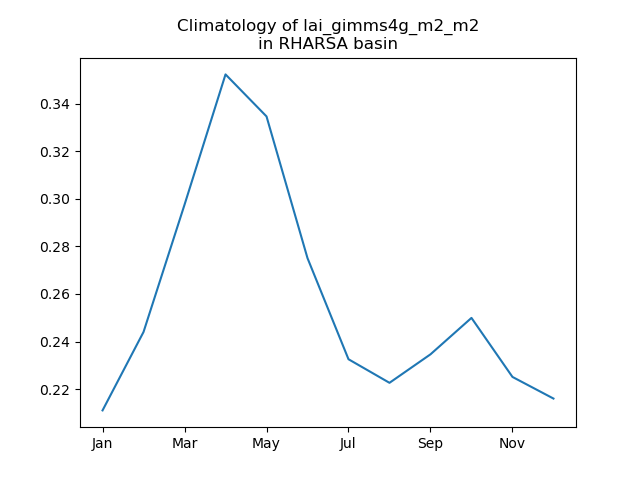 Climatology of lai_gimms4g_m2_m2
in RHARSA basin
0.34
0.32
0.30
0.28
0.26
0.24
0.22
Jan Mar May Jul Sep Nov